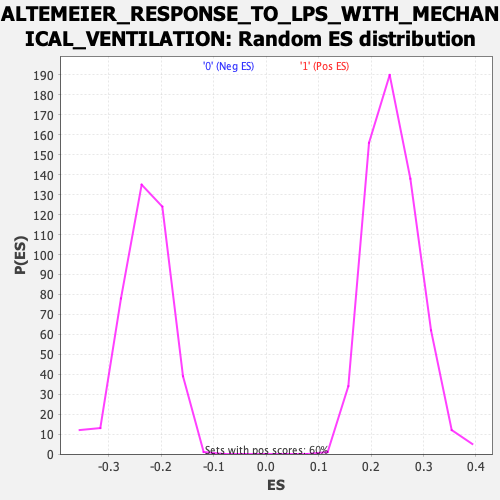 ALTEMEIER_RESPONSE_TO_LPS_WITH_MECHAN
ICAL_VENTILATION: Random ES distribution
'0' (Neg ES) '1' (Pos ES)
190
180
170
160
150
140
130
120
110
100
90
80
70
60
50
40
30
20
10
0
P(ES)
Sets with pos scores: 60%
-0.3 -0.2 -0.1 0.0 0.1 0.2 0.3 0.4
ES